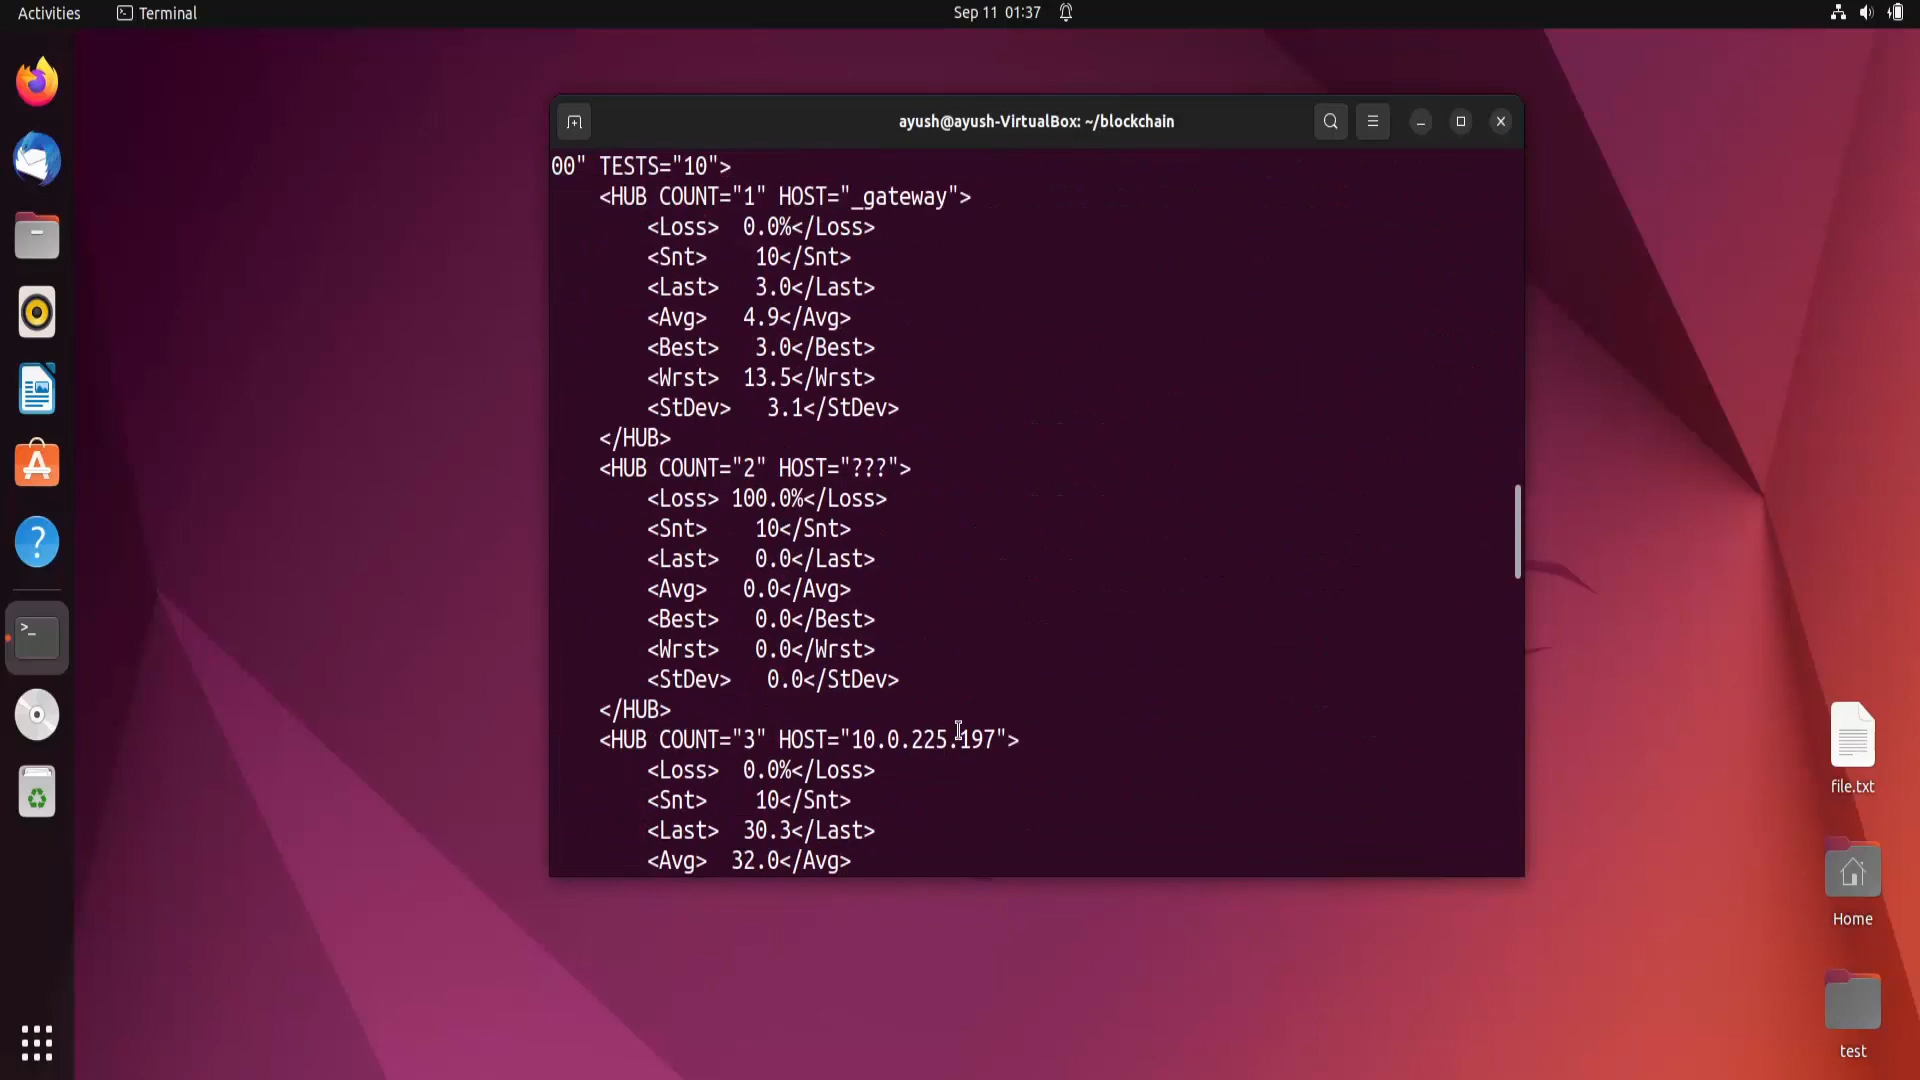 Activities Terminal Sep 11 01:37
ayush@ayush-VirtualBox: ~/blockchain
00" TESTS="10">
<HUB COUNT="1" HOST="_gateway">
<Loss> 0.0%</Loss>
<Snt> 10</Snt>
<Last> 3.0</Last>
<Avg> 4.9</Avg>
<Best> 3.0</Best>
<Wrst> 13.5</Wrst>
<StDev> 3.1</StDev>
</HUB>
<HUB COUNT="2" HOST="???">
<Loss> 100.0%</Loss>
<Snt> 10</Snt>
<Last> 0.0</Last>
<Avg> 0.0</Avg>
<Best> 0.0</Best>
<Wrst> 0.0</Wrst>
<StDev> 0.0</StDev>
</HUB>
<HUB COUNT="3" HOST="10.0.225.197">
<Loss> 0.0%</Loss>
<Snt> 10</Snt>
<Last> 30.3</Last>
<Avg> 32.0</Avg>
file.txt
Home
test